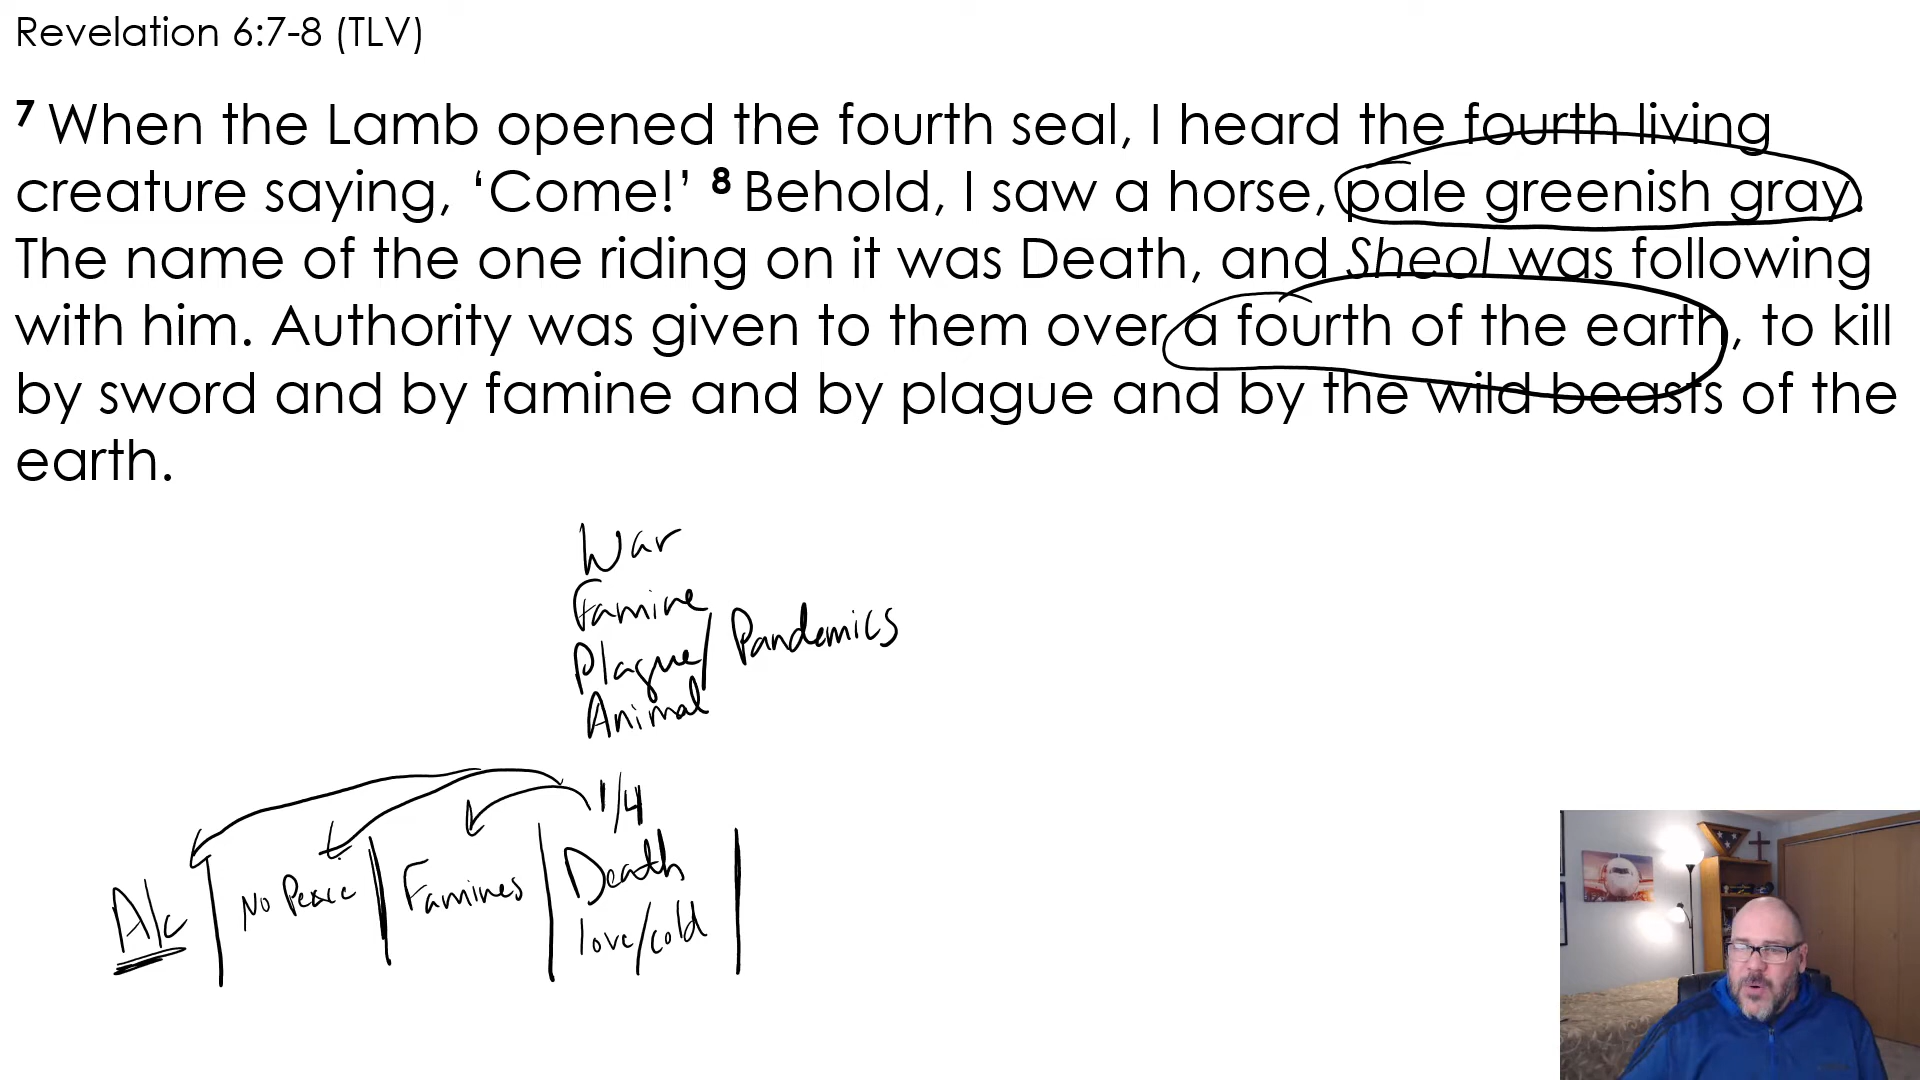 Revelation 6:7-8 (TLV)
7 When the Lamb opened the fourth seal, I heard the fourth living
creature saying, ‘Come!’ 8 Behold, I saw a horse, pale greenish gray.
The name of the one riding on it was Death, and Sheol was following
with him. Authority was given to them over a fourth of the earth, to kill
by sword and by famine and by plague and by the wild beasts of the
earth.
War
Famine
Plague/ Pandemics
Animal
1/4
A/c No Peace Famines Death
love/cold